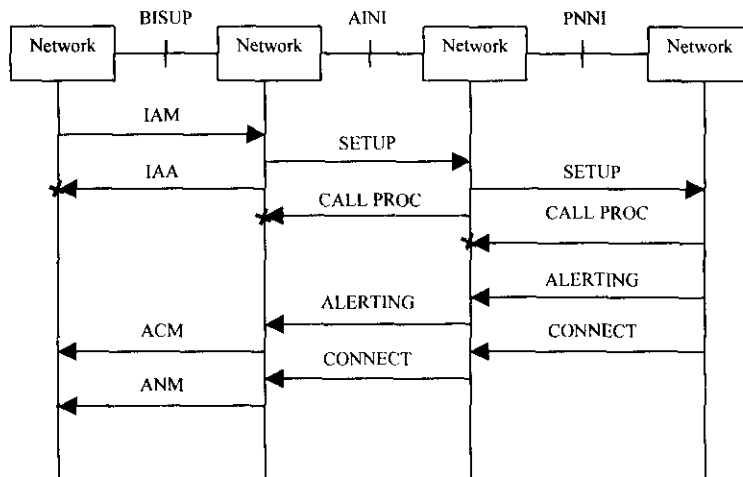 BISUP
AINI
PNNI
Network
Network
Network
Network
IAM
SETUP
IAA
SETUP
CALL PROC
CALL PROC
ALERTING
ALERTING
ACM
CONNECT
CONNECT
ANM